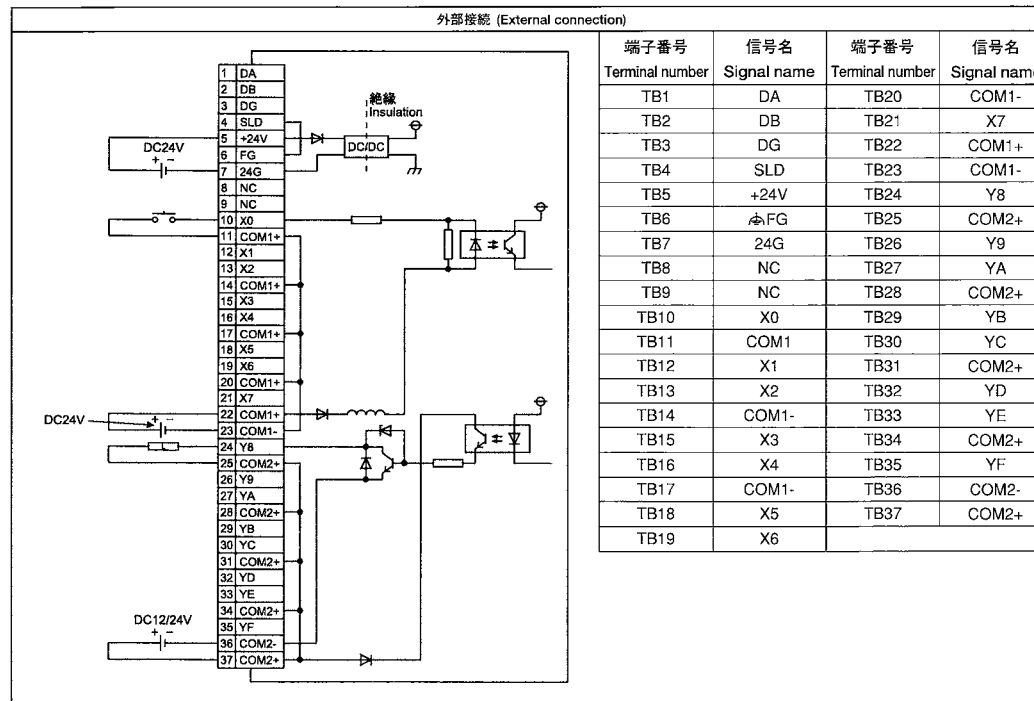 外部接続 (External connection)
1 DA
2 DB
3 DG
4 SLD
5 +24V
6 FG
7 24G
8 NC
9 NC
10 X0
11 COM1+
12 X1
13 X2
14 COM1+
15 X3
16 X4
17 COM1+
18 X5
19 X6
20 COM1+
21 X7
22 COM1+
23 COM1-
24 Y8
25 COM2+
26 Y9
27 YA
28 COM2+
29 YB
30 YC
31 COM2+
32 YD
33 YE
34 COM2+
35 YF
36 COM2-
37 COM2+
DC24V
+ -
絶縁
Insulation
DC/DC
DC24V
+ -
DC12/24V
+ -
端子番号 信号名 端子番号 信号名
Terminal number Signal name Terminal number Signal name
TB1 DA TB20 COM1-
TB2 DB TB21 X7
TB3 DG TB22 COM1+
TB4 SLD TB23 COM1-
TB5 +24V TB24 Y8
TB6 FG TB25 COM2+
TB7 24G TB26 Y9
TB8 NC TB27 YA
TB9 NC TB28 COM2+
TB10 X0 TB29 YB
TB11 COM1 TB30 YC
TB12 X1 TB31 COM2+
TB13 X2 TB32 YD
TB14 COM1- TB33 YE
TB15 X3 TB34 COM2+
TB16 X4 TB35 YF
TB17 COM1- TB36 COM2-
TB18 X5 TB37 COM2+
TB19 X6